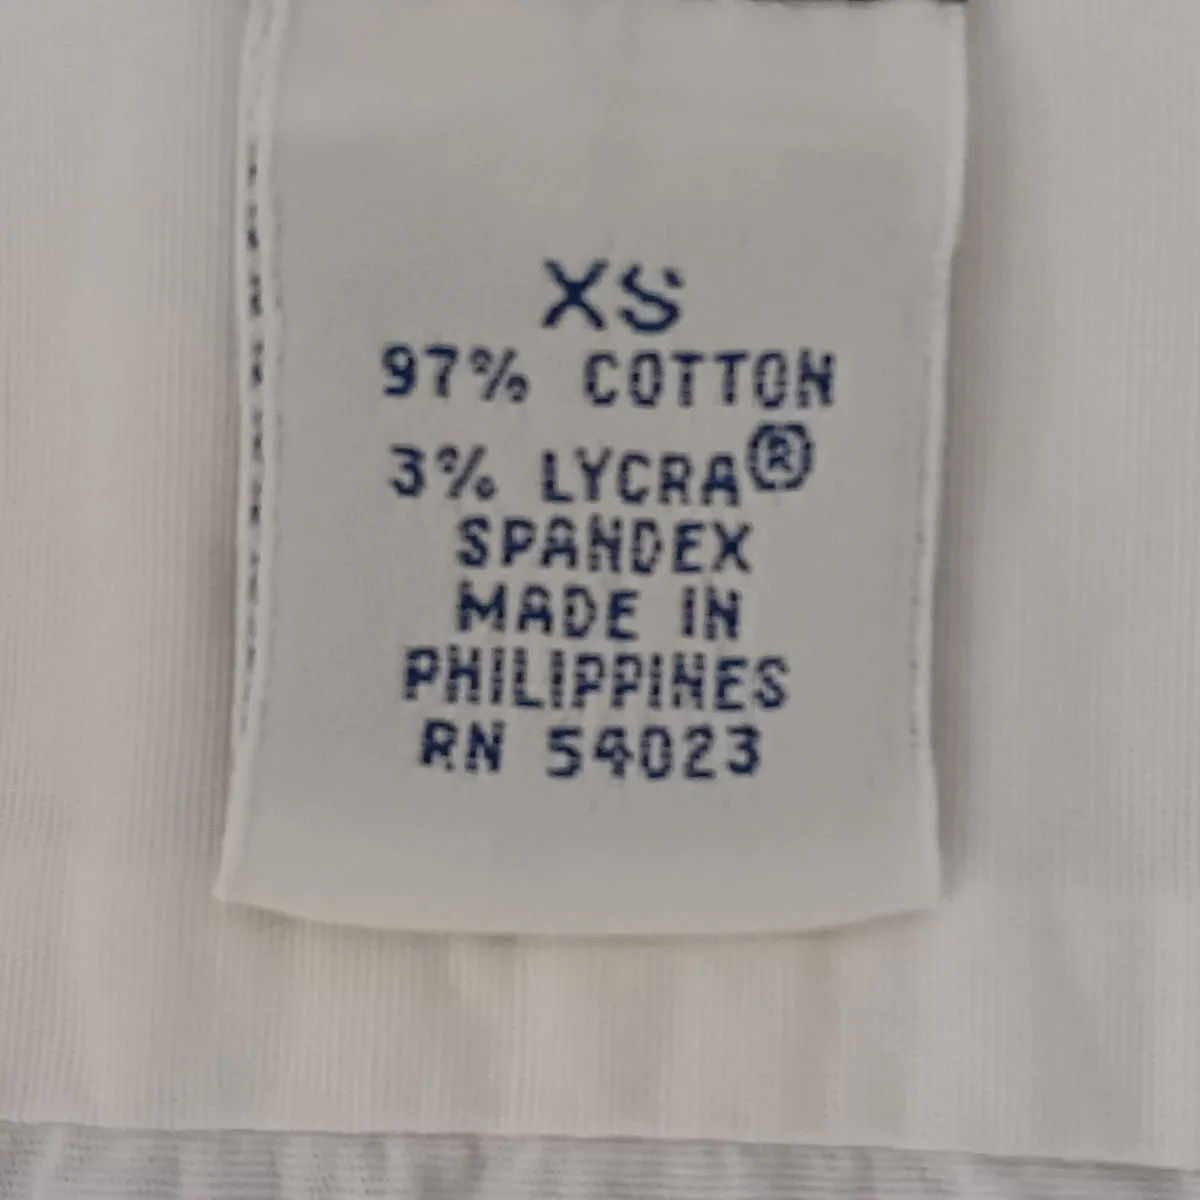 XS
97% COTTON
3% LYCRA®
SPANDEX
MADE IN
PHILIPPINES
RN 54023